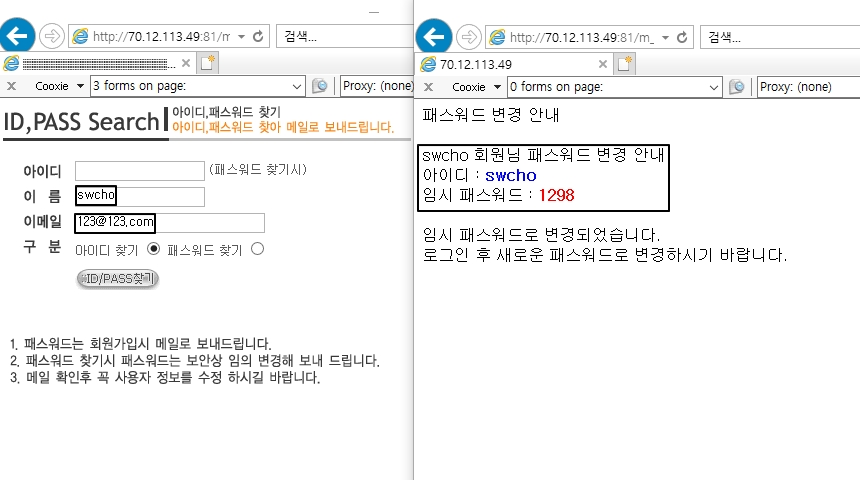 http://70.12.113.49:81/m
검색...
...
x Cooxie 3 forms on page: Proxy: (none)
ID,PASS Search
아이디,패스워드 찾기
아이디,패스워드 찾아 메일로 보내드립니다.
아이디 (패스워드 찾기시)
이 름 swcho
이메일 123@123.com
구 분 아이디 찾기 패스워드 찾기
ID/PASS찾기
1. 패스워드는 회원가입시 메일로 보내드립니다.
2. 패스워드 찾기시 패스워드는 보안상 임의 변경해 보내 드립니다.
3. 메일 확인후 꼭 사용자 정보를 수정 하시길 바랍니다.
http://70.12.113.49:81/m_
검색...
70.12.113.49
x Cooxie 0 forms on page: Proxy: (none)
패스워드 변경 안내
swcho 회원님 패스워드 변경 안내
아이디 : swcho
임시 패스워드 : 1298
임시 패스워드로 변경되었습니다.
로그인 후 새로운 패스워드로 변경하시기 바랍니다.